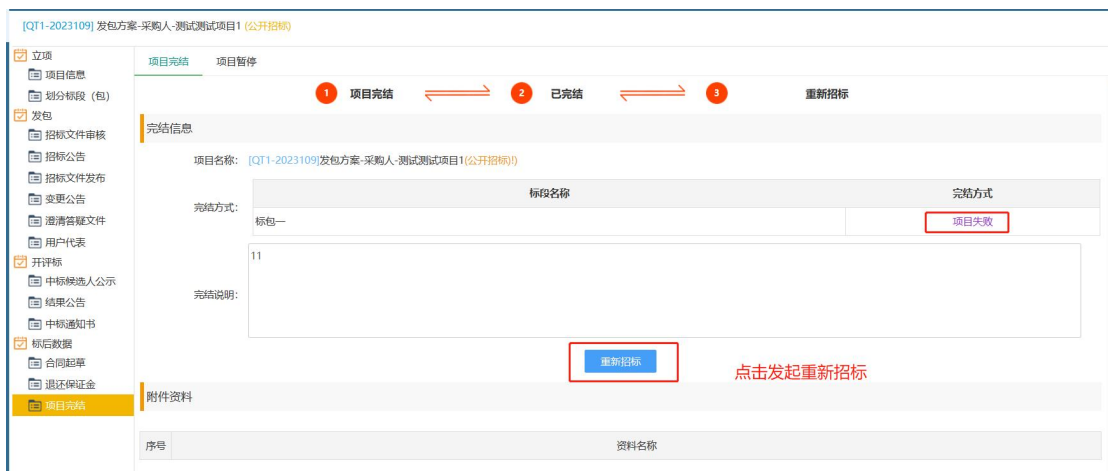 [QT1-2023109] 发包方案-采购人-测试测试项目1 (公开招标)
立项
项目信息
划分标段（包）
发包
招标文件审核
招标公告
招标文件发布
变更公告
澄清答疑文件
用户代表
开评标
中标候选人公示
结果公告
中标通知书
标后数据
合同起草
退还保证金
项目完结
项目完结 项目暂停
1 项目完结 2 已完结 3 重新招标
完结信息
项目名称: [QT1-2023109]发包方案-采购人-测试测试项目1(公开招标)!)
完结方式:
标段名称 完结方式
标包一 项目失败
完结说明:
11
重新招标
点击发起重新招标
附件资料
序号 资料名称